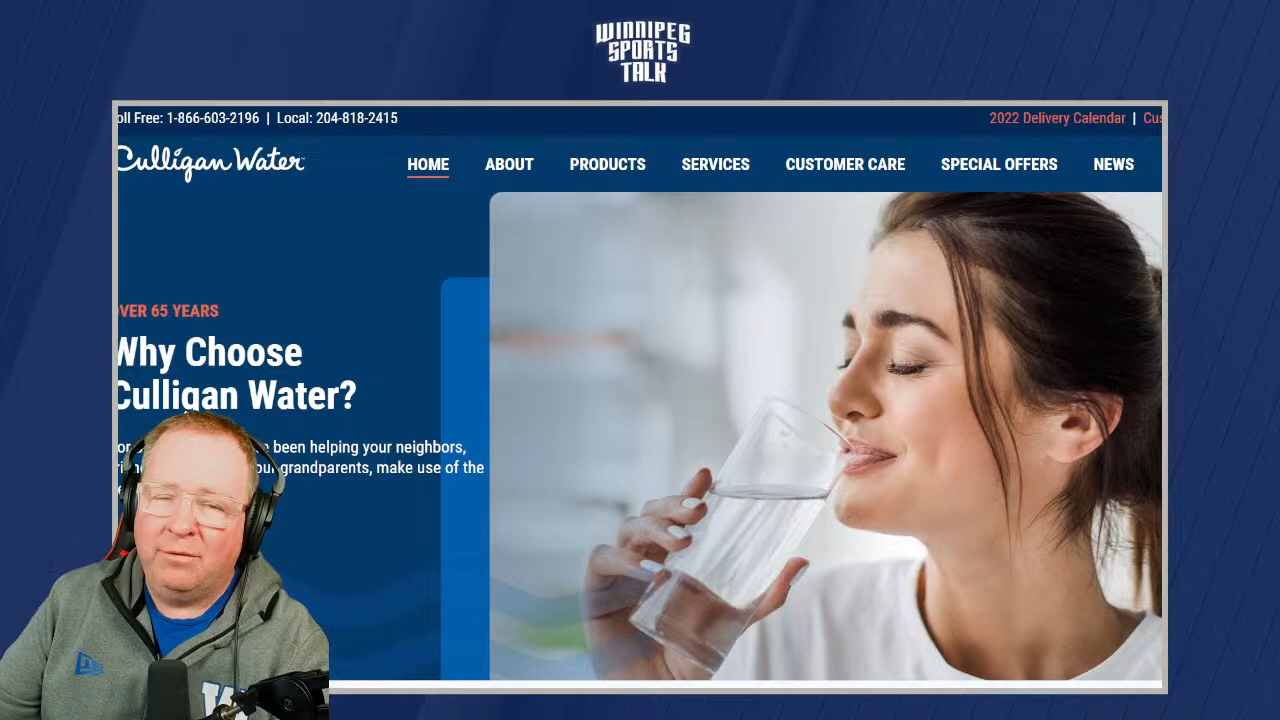 WINNIPEG
SPORTS
TALK
oll Free: 1-866-603-2196 | Local: 204-818-2415
2022 Delivery Calendar | Cus
Culligan Water
HOME ABOUT PRODUCTS SERVICES CUSTOMER CARE SPECIAL OFFERS NEWS
OVER 65 YEARS
Why Choose
Culligan Water?
been helping your neighbors,
grandparents, make use of the